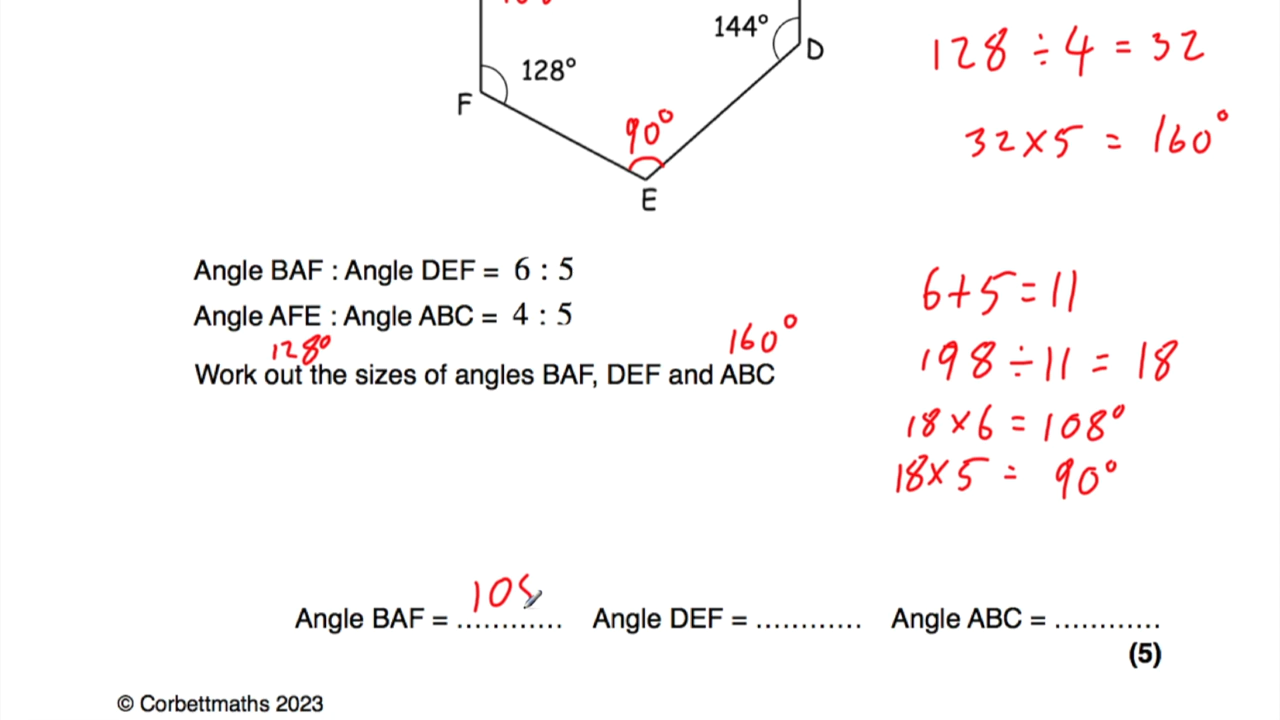 144°
D
128 ÷ 4 = 32
128°
F
90°
32 × 5 = 160°
E
Angle BAF : Angle DEF = 6 : 5
6 + 5 = 11
Angle AFE : Angle ABC = 4 : 5
128°
160°
198 ÷ 11 = 18
Work out the sizes of angles BAF, DEF and ABC
18 × 6 = 108°
18 × 5 = 90°
Angle BAF = ............ Angle DEF = ............ Angle ABC = ............
(5)
© Corbettmaths 2023